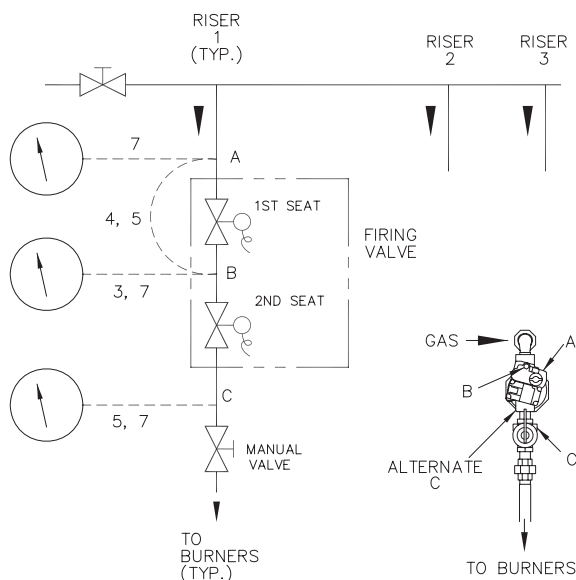 RISER
1
(TYP.)
RISER
2
RISER
3
7
A
4, 5
1ST SEAT
FIRING
VALVE
B
3, 7
2ND SEAT
C
5, 7
MANUAL
VALVE
TO
BURNERS
(TYP.)
GAS
A
B
C
ALTERNATE
C
TO BURNERS